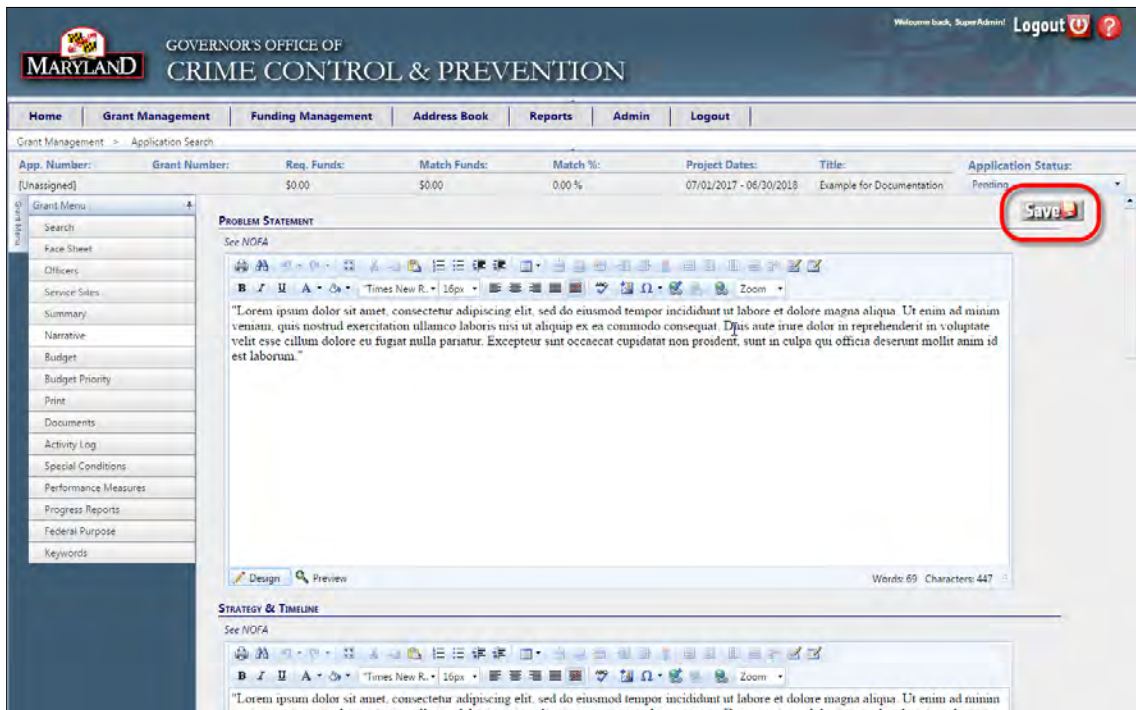 Welcome back, SuperAdmin! Logout
MARYLAND
GOVERNOR'S OFFICE OF
CRIME CONTROL & PREVENTION
Home Grant Management Funding Management Address Book Reports Admin Logout
Grant Management > Application Search
App. Number: Grant Number: Req. Funds: Match Funds: Match %: Project Dates: Title: Application Status:
[Unassigned] $0.00 $0.00 0.00 % 07/01/2017 - 06/30/2018 Example for Documentation Pending
Grant Menu
Grant Menu
Search
Face Sheet
Officers
Service Sites
Summary
Narrative
Budget
Budget Priority
Print
Documents
Activity Log
Special Conditions
Performance Measures
Progress Reports
Federal Purpose
Keywords
Save
PROBLEM STATEMENT
See NOFA
B I U A "Times New R... 16px Ω Zoom
"Lorem ipsum dolor sit amet, consectetur adipiscing elit, sed do eiusmod tempor incididunt ut labore et dolore magna aliqua. Ut enim ad minim
veniam, quis nostrud exercitation ullamco laboris nisi ut aliquip ex ea commodo consequat. Duis aute irure dolor in reprehenderit in voluptate
velit esse cillum dolore eu fugiat nulla pariatur. Excepteur sint occaecat cupidatat non proident, sunt in culpa qui officia deserunt mollit anim id
est laborum."
Design Preview Words: 69 Characters: 447
STRATEGY & TIMELINE
See NOFA
B I U A "Times New R... 16px Ω Zoom
"Lorem ipsum dolor sit amet, consectetur adipiscing elit, sed do eiusmod tempor incididunt ut labore et dolore magna aliqua. Ut enim ad minim